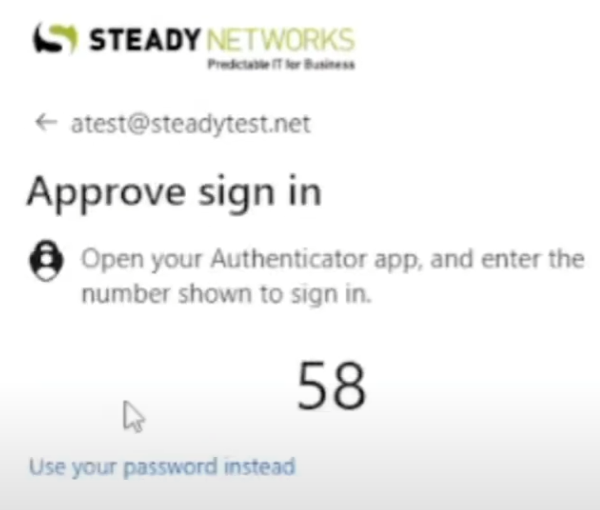 STEADY NETWORKS
Predictable IT for Business
← atest@steadytest.net
Approve sign in
Open your Authenticator app, and enter the
number shown to sign in.
58
Use your password instead